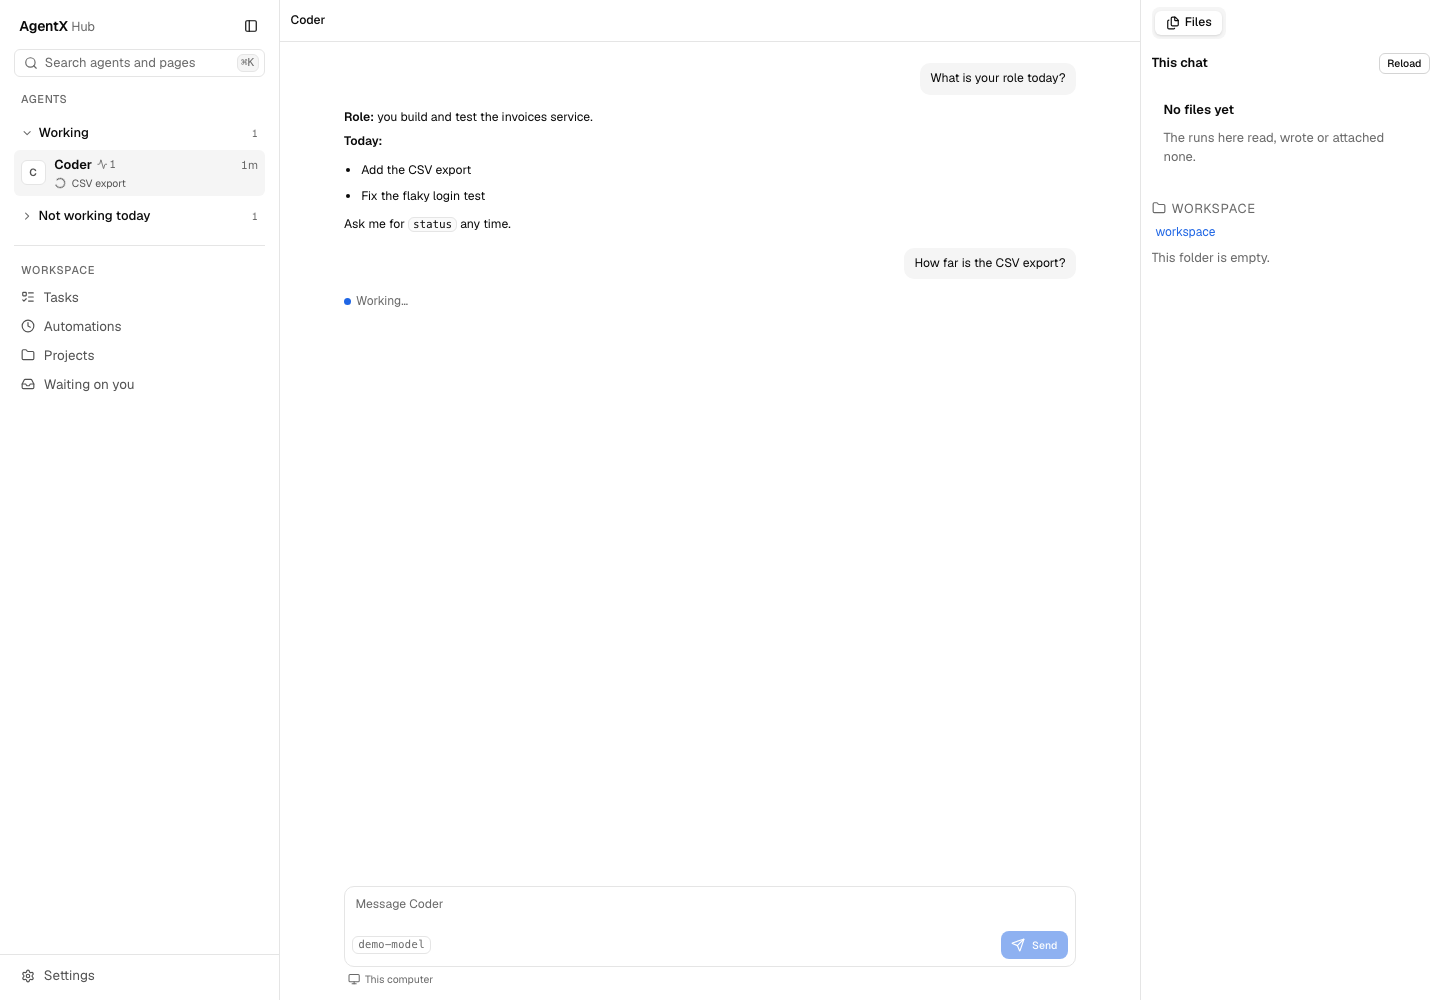 AgentX Hub
Search agents and pages ⌘K
AGENTS
Working 1
C Coder 1 1m
CSV export
Not working today 1
WORKSPACE
Tasks
Automations
Projects
Waiting on you
Settings
Coder
What is your role today?
Role: you build and test the invoices service.
Today:
• Add the CSV export
• Fix the flaky login test
Ask me for status any time.
How far is the CSV export?
Working…
Message Coder
demo-model
Send
This computer
Files
This chat Reload
No files yet
The runs here read, wrote or attached
none.
WORKSPACE
workspace
This folder is empty.